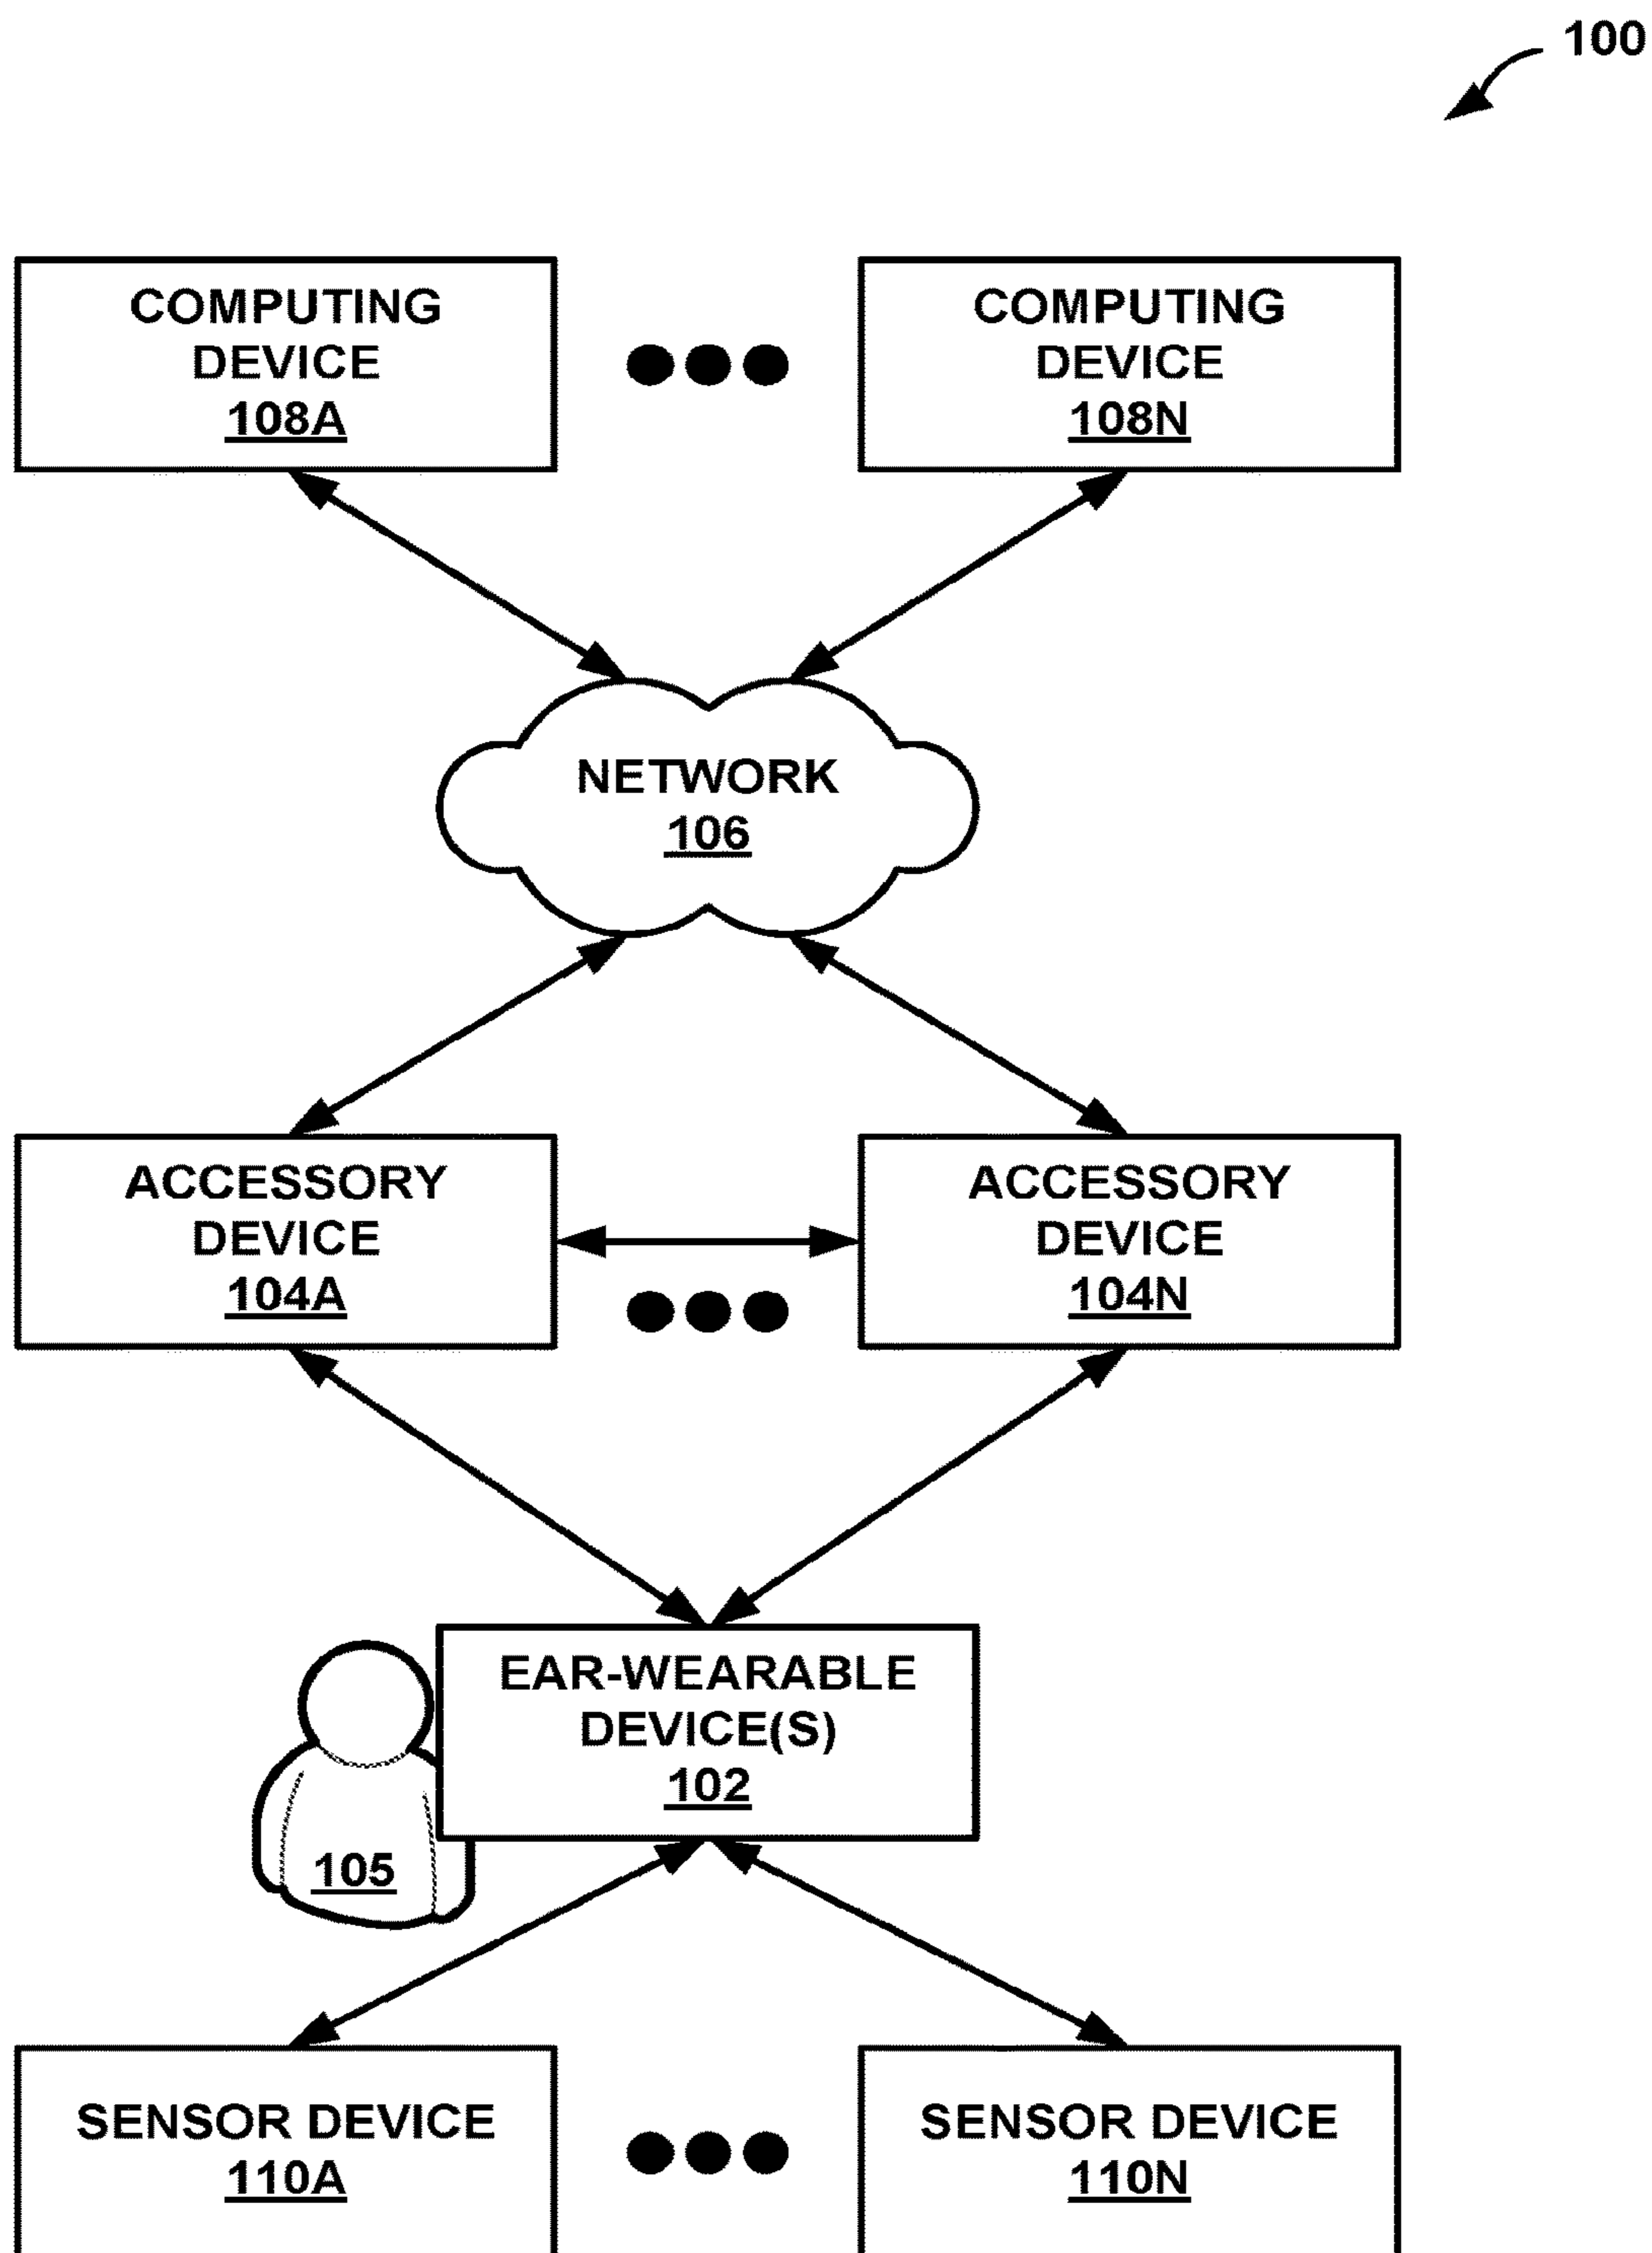 100
COMPUTING
DEVICE
108A
COMPUTING
DEVICE
108N
NETWORK
106
ACCESSORY
DEVICE
104A
ACCESSORY
DEVICE
104N
EAR-WEARABLE
DEVICE(S)
102
105
SENSOR DEVICE
110A
SENSOR DEVICE
110N